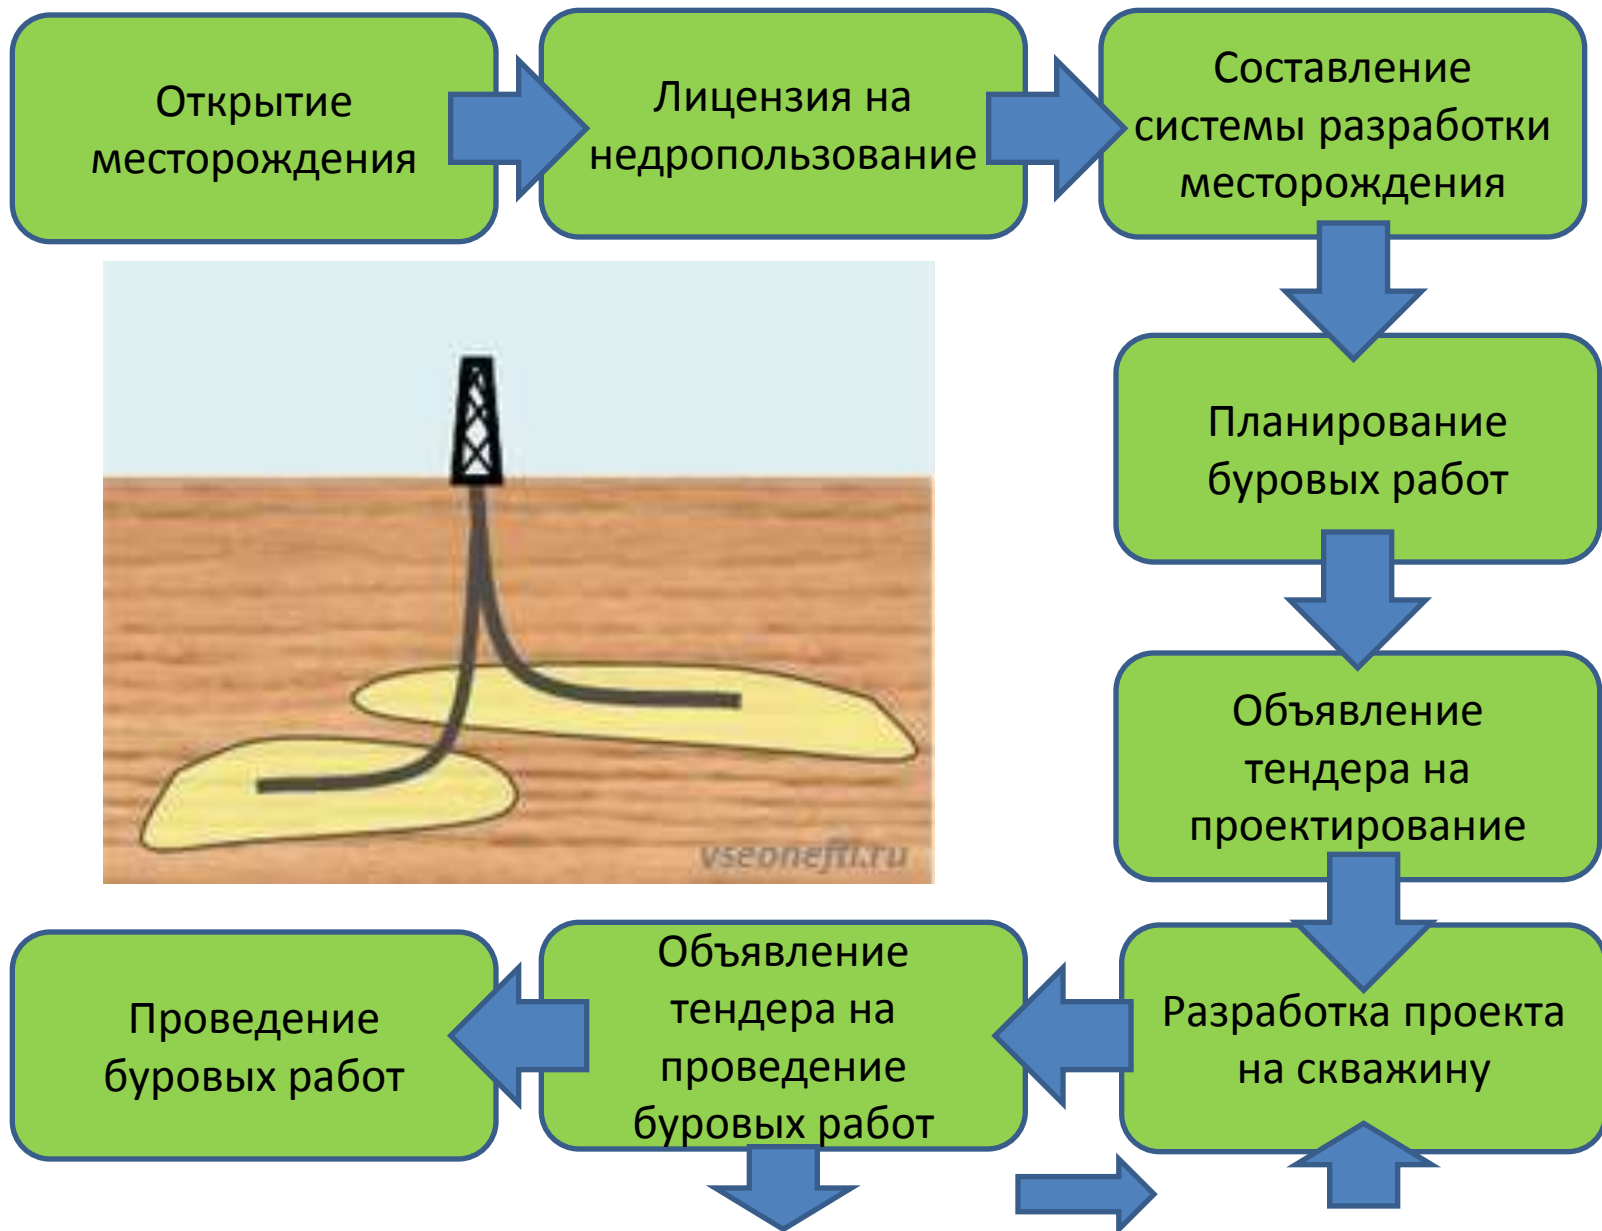 Открытие
месторождения
Лицензия на
недропользование
Составление
системы разработки
месторождения
Планирование
буровых работ
Объявление
тендера на
проектирование
Разработка проекта
на скважину
Объявление
тендера на
проведение
буровых работ
Проведение
буровых работ
vseonefti.ru